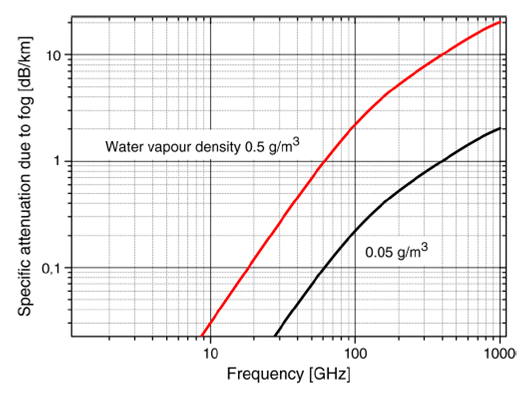 Specific attenuation due to fog [dB/km]
10
1
0,1
Water vapour density 0.5 g/m³
0.05 g/m³
10
100
1000
Frequency [GHz]